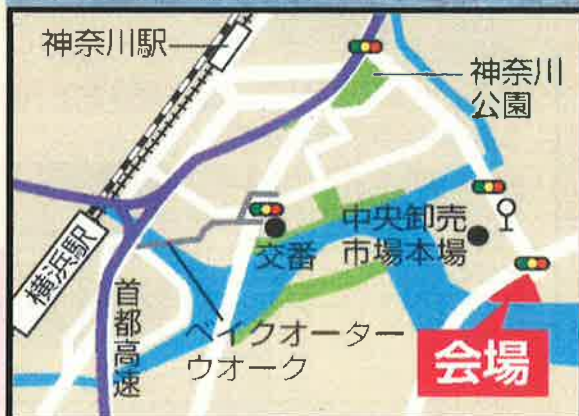 神奈川駅
神奈川
公園
中央卸売
市場本場
交番
横浜駅
首都高速
ベイクオーター
ウオーク
会場